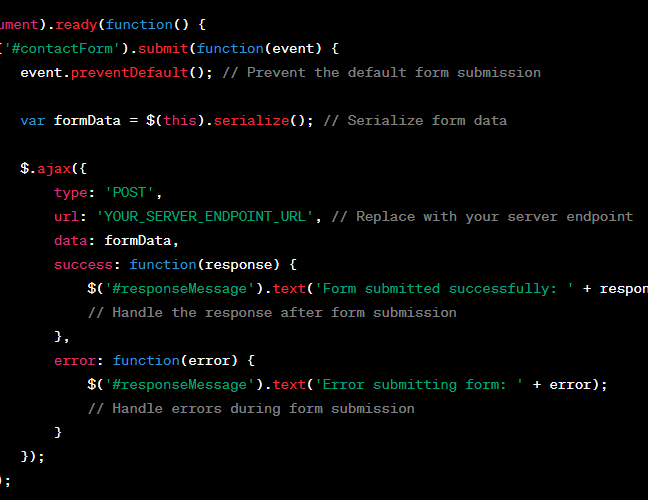 ument).ready(function() {
('#contactForm').submit(function(event) {
event.preventDefault(); // Prevent the default form submission
var formData = $(this).serialize(); // Serialize form data
$.ajax({
type: 'POST',
url: 'YOUR_SERVER_ENDPOINT_URL', // Replace with your server endpoint
data: formData,
success: function(response) {
$('#responseMessage').text('Form submitted successfully: ' + respon
// Handle the response after form submission
},
error: function(error) {
$('#responseMessage').text('Error submitting form: ' + error);
// Handle errors during form submission
}
});
);